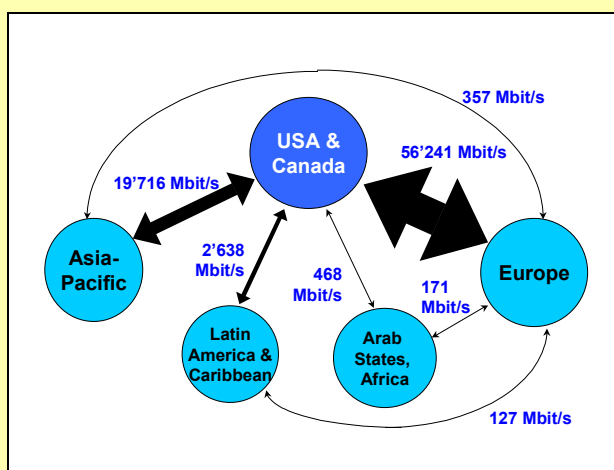 357 Mbit/s
USA &
Canada
56'241 Mbit/s
19'716 Mbit/s
Asia-
Pacific
2'638
Mbit/s
468
Mbit/s
171
Mbit/s
Europe
Latin
America &
Caribbean
Arab
States,
Africa
127 Mbit/s